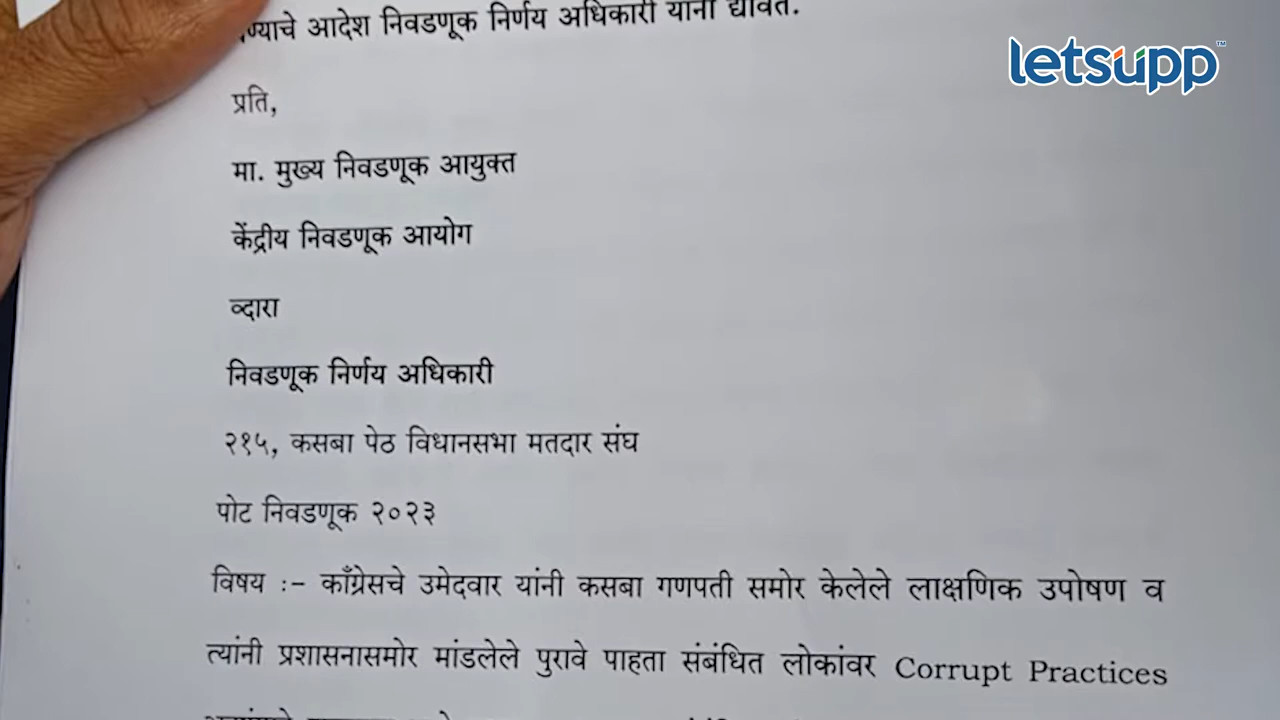 आदेश निवडणूक निर्णय अधिकारी यांनी द्यावेत.
letsupp™
प्रति,
मा. मुख्य निवडणूक आयुक्त
केंद्रीय निवडणूक आयोग
व्दारा
निवडणूक निर्णय अधिकारी
२१५, कसबा पेठ विधानसभा मतदार संघ
पोट निवडणूक २०२३
विषय :- काँग्रेसचे उमेदवार यांनी कसबा गणपती समोर केलेले लाक्षणिक उपोषण व
त्यांनी प्रशासनासमोर मांडलेले पुरावे पाहता संबंधित लोकांवर Corrupt Practices